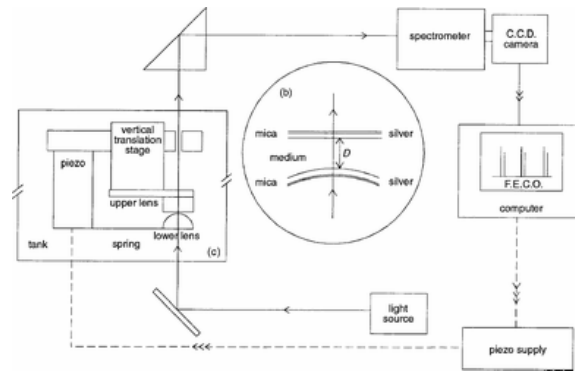 spectrometer
C.C.D.
camera
(b)
mica
silver
medium
D
mica
silver
vertical
translation
stage
piezo
upper lens
lower lens
tank
spring
(c)
F.E.C.O.
computer
light
source
piezo supply